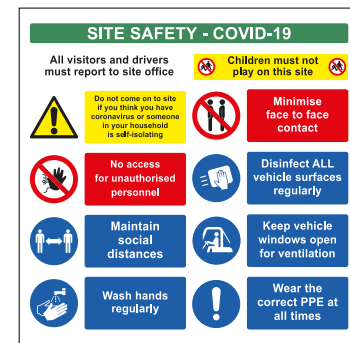 SITE SAFETY - COVID-19
All visitors and drivers
must report to site office
Children must not
play on this site
Do not come on to site
if you think you have
coronavirus or someone
in your household
is self-isolating
Minimise
face to face
contact
No access
for unauthorised
personnel
Disinfect ALL
vehicle surfaces
regularly
Maintain
social
distances
Keep vehicle
windows open
for ventilation
Wash hands
regularly
Wear the
correct PPE at
all times